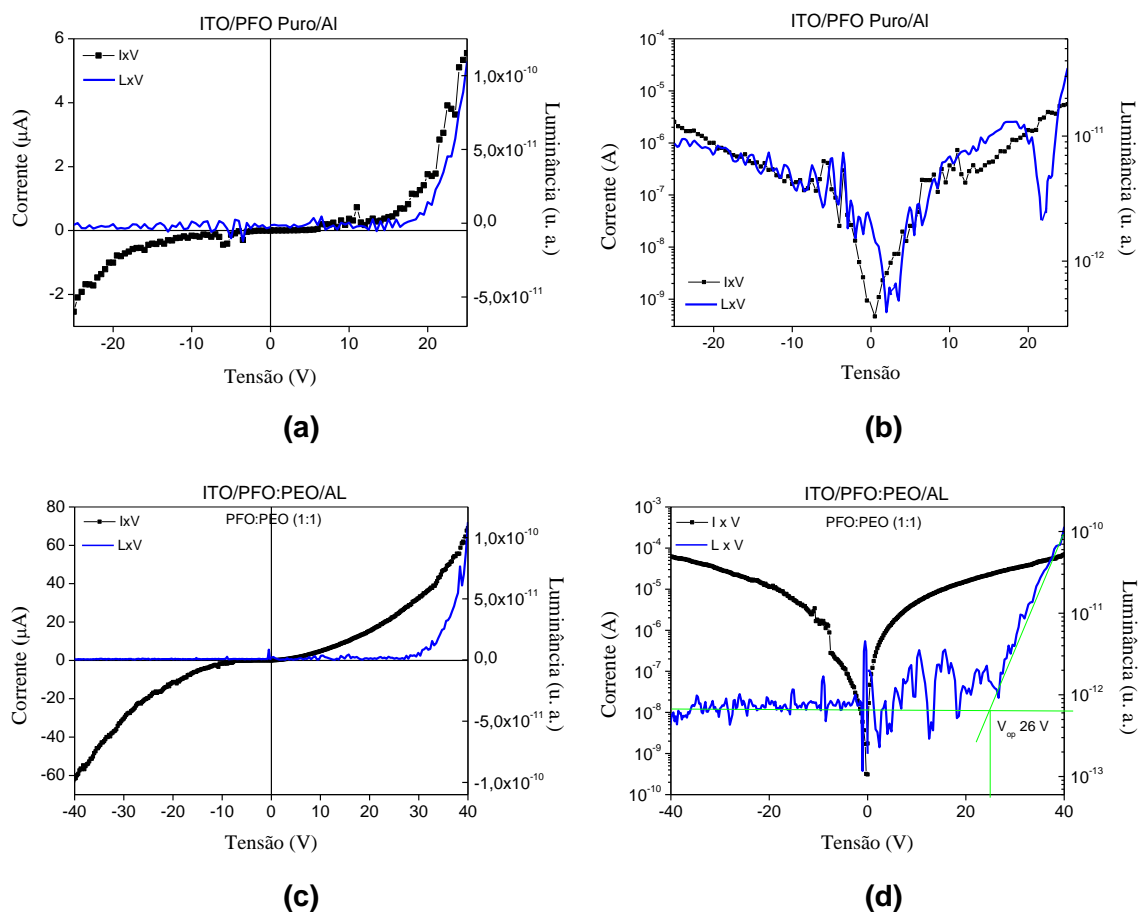 ITO/PFO Puro/Al
6
4
2
0
-2
Corrente (µA)
IxV
LxV
1,0x10⁻¹⁰
5,0x10⁻¹¹
0,0
-5,0x10⁻¹¹
Luminância (u. a.)
-20 -10 0 10 20
Tensão (V)
(a)
ITO/PFO Puro/Al
10⁻⁴
10⁻⁵
10⁻⁶
10⁻⁷
10⁻⁸
10⁻⁹
Corrente (A)
IxV
LxV
10⁻¹¹
10⁻¹²
Luminância (u. a.)
-20 -10 0 10 20
Tensão
(b)
ITO/PFO:PEO/AL
PFO:PEO (1:1)
80
60
40
20
0
-20
-40
-60
Corrente (µA)
IxV
LxV
1,0x10⁻¹⁰
5,0x10⁻¹¹
0,0
-5,0x10⁻¹¹
-1,0x10⁻¹⁰
Luminância (u. a.)
-40 -30 -20 -10 0 10 20 30 40
Tensão (V)
(c)
ITO/PFO:PEO/AL
PFO:PEO (1:1)
10⁻³
10⁻⁴
10⁻⁵
10⁻⁶
10⁻⁷
10⁻⁸
10⁻⁹
10⁻¹⁰
Corrente (A)
I x V
L x V
10⁻¹⁰
10⁻¹¹
10⁻¹²
10⁻¹³
Luminância (u. a.)
V_op 26 V
-40 -20 0 20 40
Tensão (V)
(d)